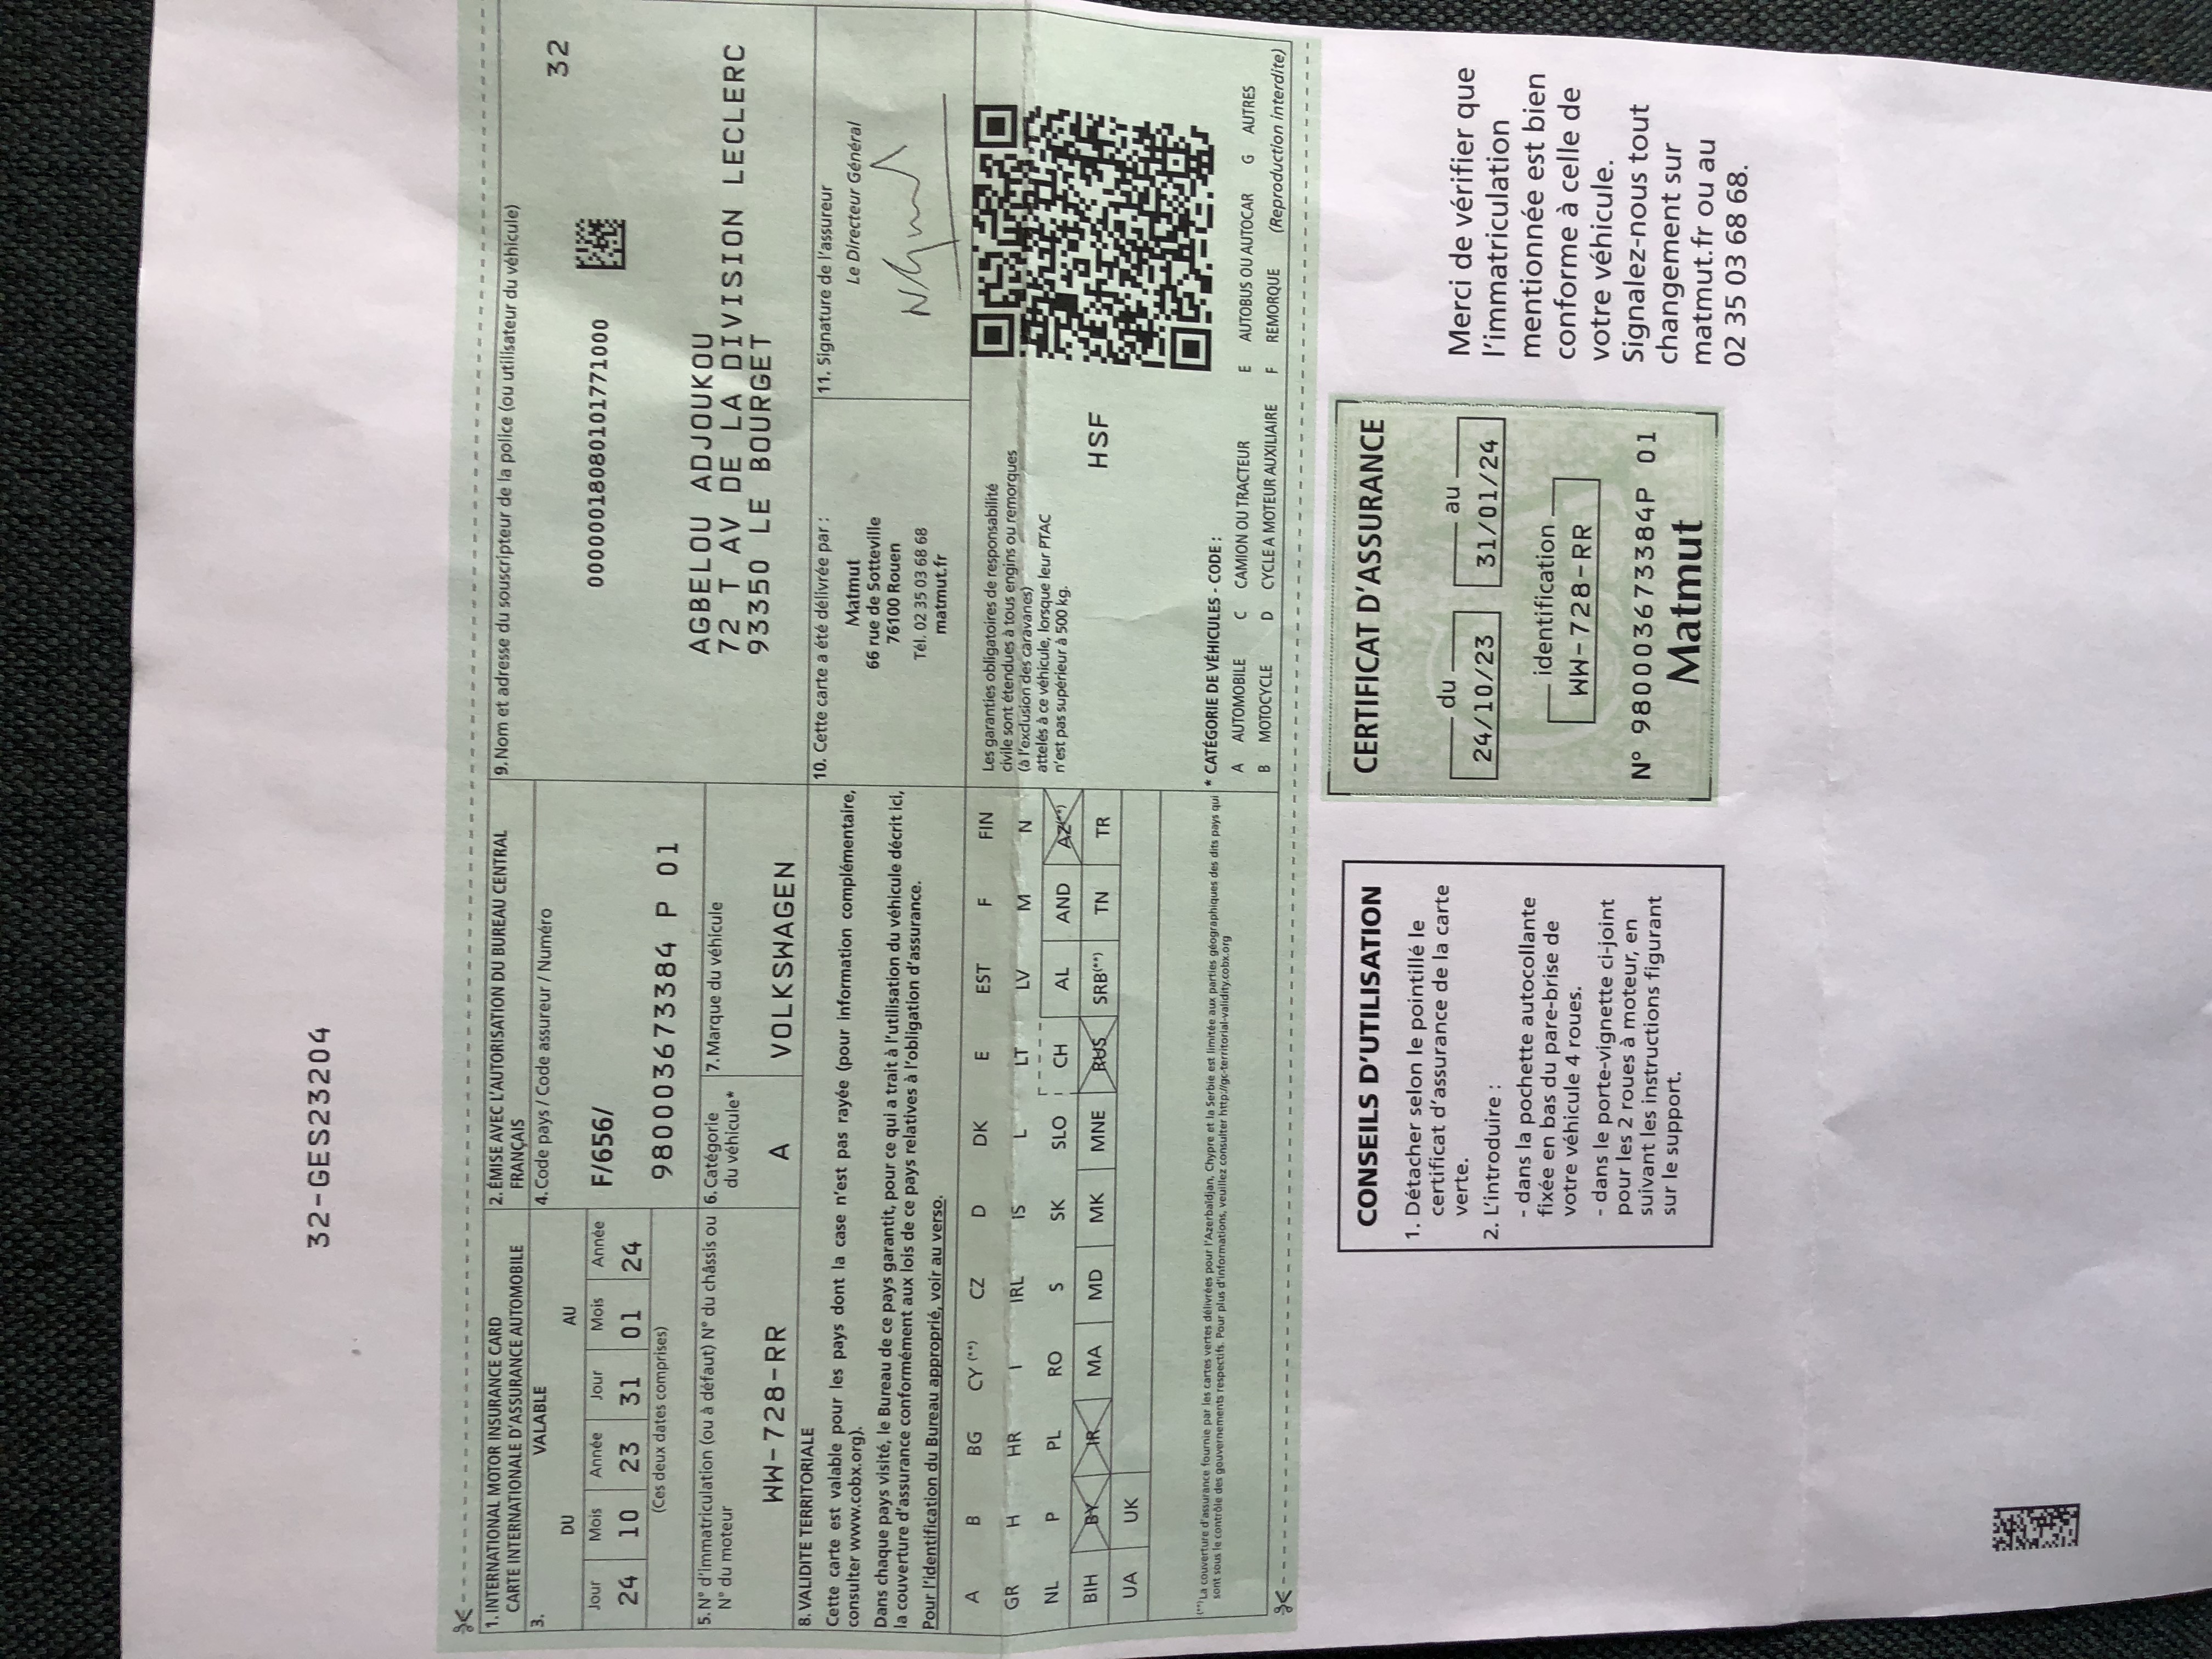 32-GES23204
1. INTERNATIONAL MOTOR INSURANCE CARD
CARTE INTERNATIONALE D'ASSURANCE AUTOMOBILE
2. ÉMISE AVEC L'AUTORISATION DU BUREAU CENTRAL
FRANÇAIS
3. VALABLE
DU AU
Jour Mois Année Jour Mois Année
24 10 23 31 01 24
(Ces deux dates comprises)
4. Code pays / Code assureur / Numéro
F/656/
980003673384 P 01
5. N° d'immatriculation (ou à défaut) N° du châssis ou
N° du moteur
WW-728-RR
6. Catégorie
du véhicule*
A
7. Marque du véhicule
VOLKSWAGEN
9. Nom et adresse du souscripteur de la police (ou utilisateur du véhicule)
32
00000018080101771000
AGBELOU ADJOUKOU
72 T AV DE LA DIVISION LECLERC
93350 LE BOURGET
8. VALIDITE TERRITORIALE
Cette carte est valable pour les pays dont la case n'est pas rayée (pour information complémentaire,
consulter www.cobx.org).
Dans chaque pays visité, le Bureau de ce pays garantit, pour ce qui a trait à l'utilisation du véhicule décrit ici,
la couverture d'assurance conformément aux lois de ce pays relatives à l'obligation d'assurance.
Pour l'identification du Bureau approprié, voir au verso.
A B BG CY (**) CZ D DK E EST F FIN
GR H HR I IRL IS L LT LV M N
NL P PL RO S SK SLO CH AL AND AZ(**)
BIH BY IR MA MD MK MNE RUS SRB(**) TN TR
UA UK
(**) La couverture d'assurance fournie par les cartes vertes délivrées pour l'Azerbaïdjan, Chypre et la Serbie est limitée aux parties géographiques des dits pays qui
sont sous le contrôle des gouvernements respectifs. Pour plus d'informations, veuillez consulter http://gc-territorial-validity.cobx.org
10. Cette carte a été délivrée par :
Matmut
66 rue de Sotteville
76100 Rouen
Tél. 02 35 03 68 68
matmut.fr
11. Signature de l'assureur
Le Directeur Général
Les garanties obligatoires de responsabilité
civile sont étendues à tous engins ou remorques
(à l'exclusion des caravanes)
attelés à ce véhicule, lorsque leur PTAC
n'est pas supérieur à 500 kg.
HSF
* CATÉGORIE DE VÉHICULES - CODE :
A AUTOMOBILE C CAMION OU TRACTEUR E AUTOBUS OU AUTOCAR G AUTRES
B MOTOCYCLE D CYCLE A MOTEUR AUXILIAIRE F REMORQUE (Reproduction interdite)
CONSEILS D'UTILISATION
1. Détacher selon le pointillé le
certificat d'assurance de la carte
verte.
2. L'introduire :
- dans la pochette autocollante
fixée en bas du pare-brise de
votre véhicule 4 roues.
- dans le porte-vignette ci-joint
pour les 2 roues à moteur, en
suivant les instructions figurant
sur le support.
CERTIFICAT D'ASSURANCE
du au
24/10/23 31/01/24
identification
WW-728-RR
N° 980003673384P 01
Matmut
Merci de vérifier que
l'immatriculation
mentionnée est bien
conforme à celle de
votre véhicule.
Signalez-nous tout
changement sur
matmut.fr ou au
02 35 03 68 68.